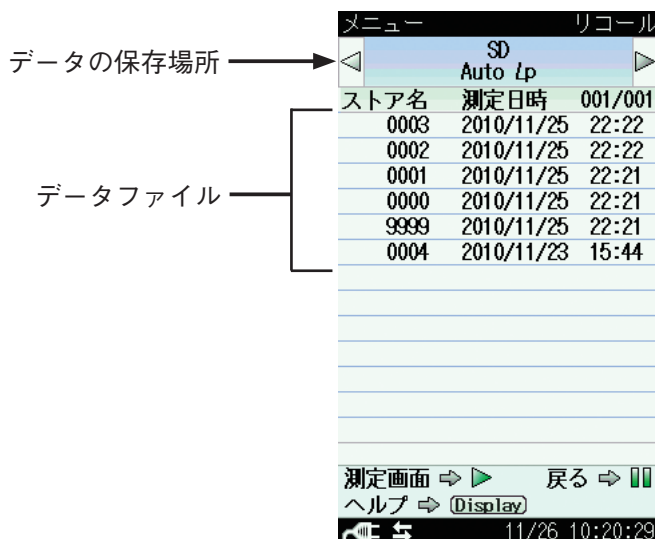 メニュー リコール
データの保存場所
SD
Auto Lp
ストア名 測定日時 001/001
0003 2010/11/25 22:22
0002 2010/11/25 22:22
0001 2010/11/25 22:21
データファイル
0000 2010/11/25 22:21
9999 2010/11/25 22:21
0004 2010/11/23 15:44
測定画面 ⇨ ▶ 戻る ⇨ ▮▮
ヘルプ ⇨ Display
11/26 10:20:29